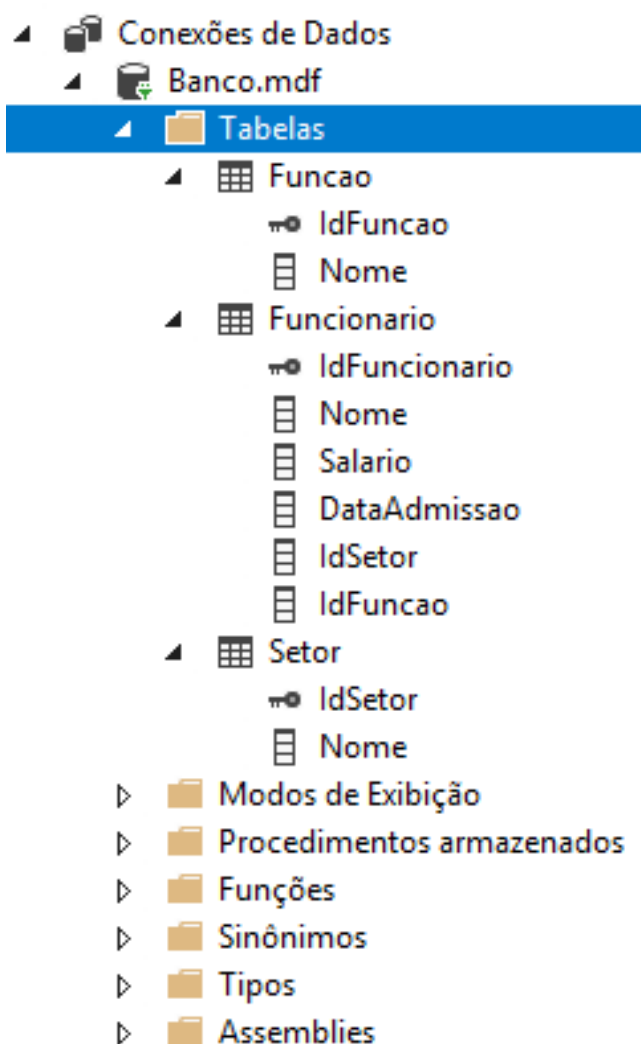 Conexões de Dados
Banco.mdf
Tabelas
Funcao
IdFuncao
Nome
Funcionario
IdFuncionario
Nome
Salario
DataAdmissao
IdSetor
IdFuncao
Setor
IdSetor
Nome
Modos de Exibição
Procedimentos armazenados
Funções
Sinônimos
Tipos
Assemblies